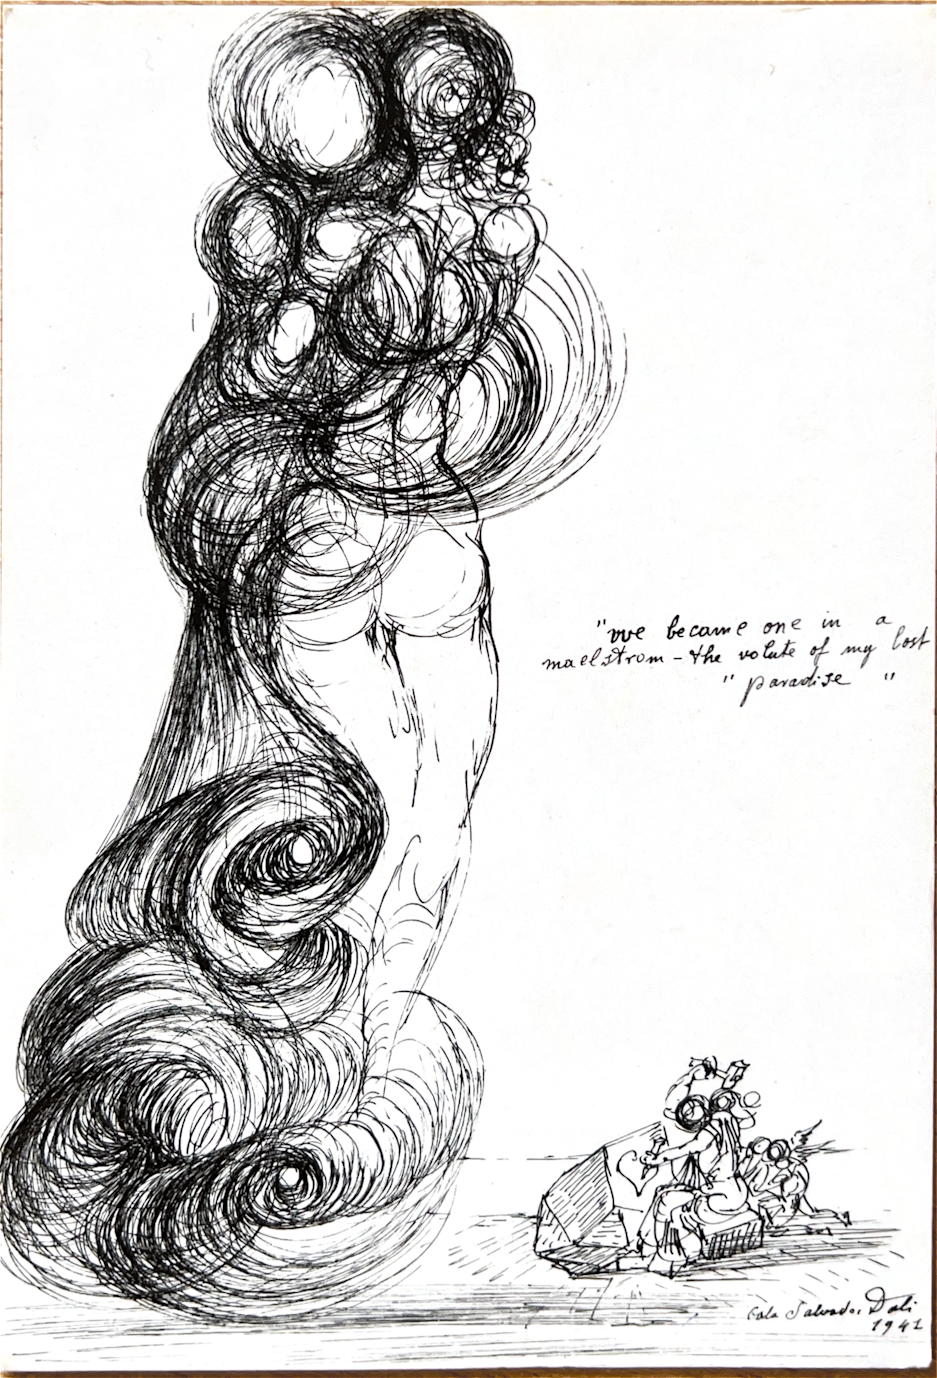 "we became one in a
maelstrom - the volute of my lost
" paradise "
Gala Salvador Dali
1941